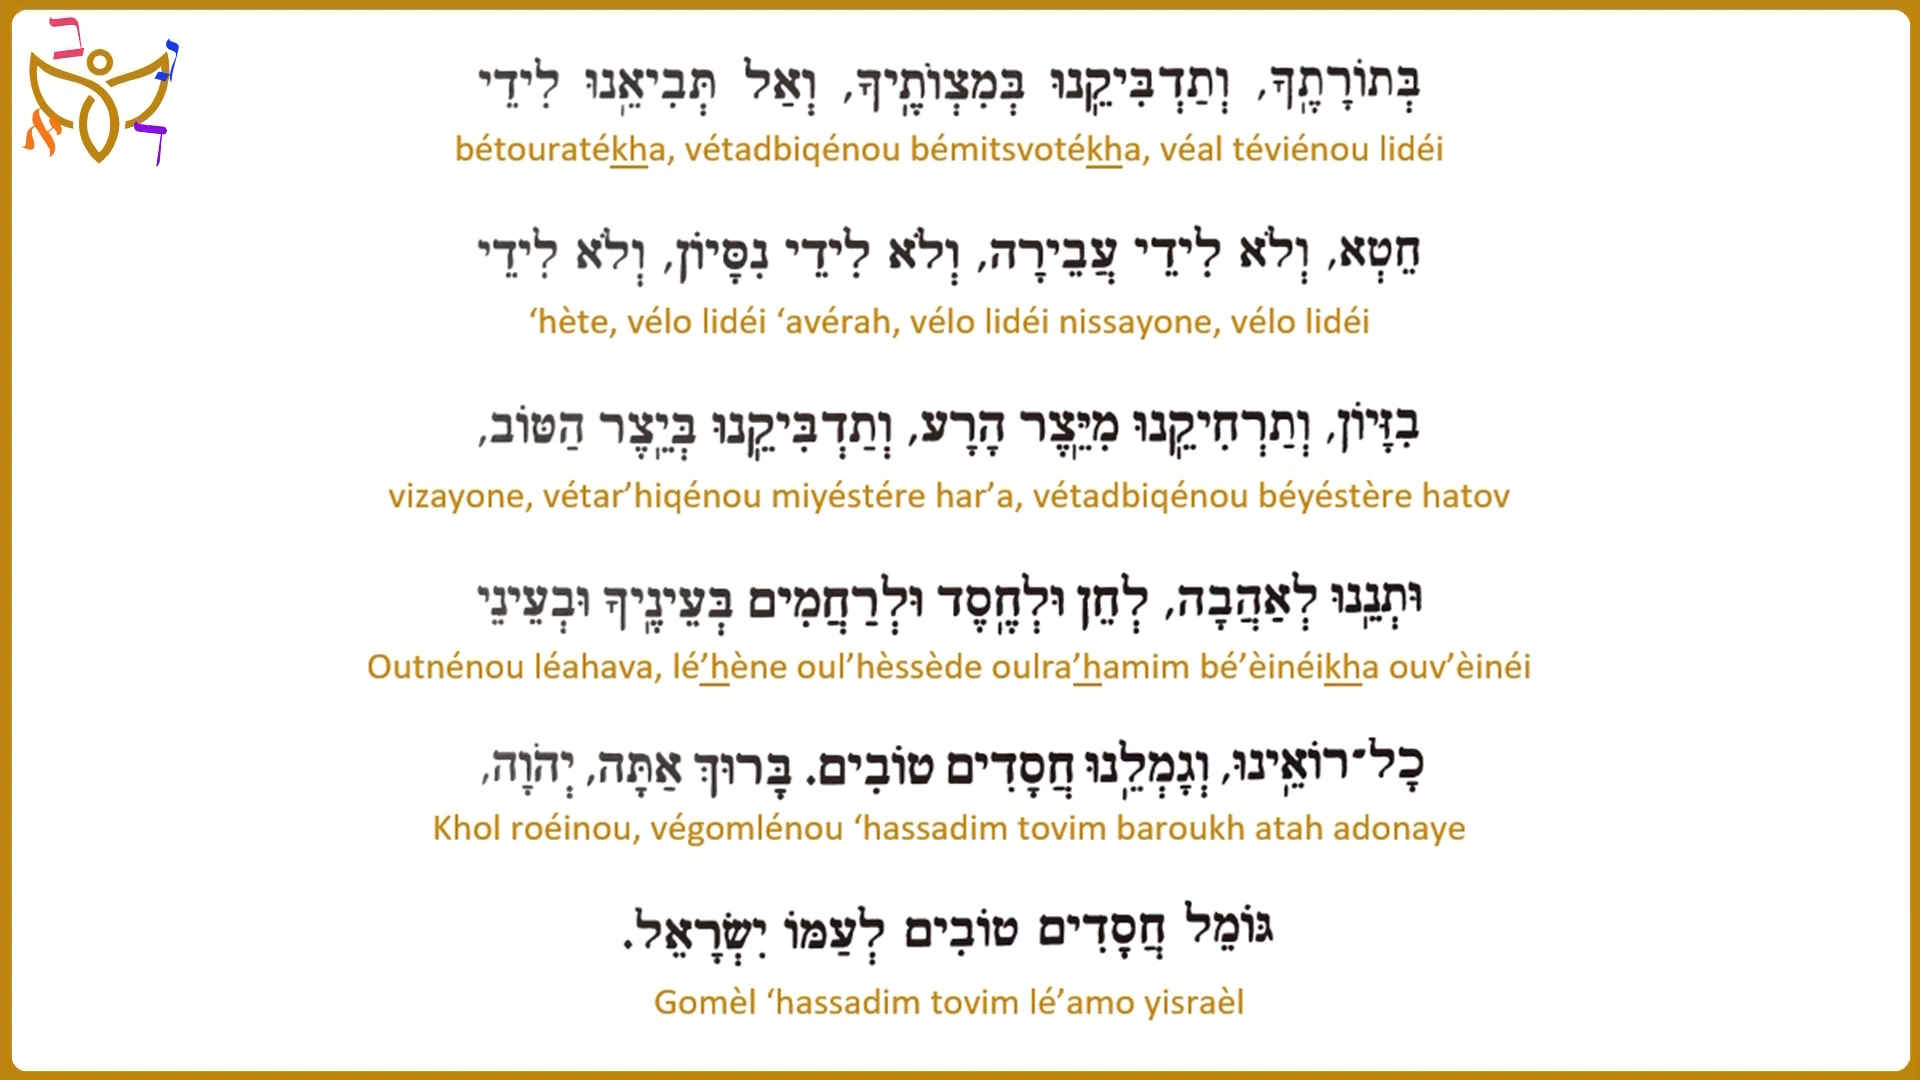 בְּתוֹרָתֶֽךָ, וְתַדְבִּיקֵֽנוּ בְּמִצְוֹתֶֽיךָ, וְאַל תְּבִיאֵֽנוּ לִידֵי
bétouratékha, vétadbiqénou bémitsvotékha, véal téviénou lidéi
חֵטְא, וְלֹא לִידֵי עֲבֵירָה, וְלֹא לִידֵי נִסָּיוֹן, וְלֹא לִידֵי
‘hète, vélo lidéi ‘avérah, vélo lidéi nissayone, vélo lidéi
בִזָּיוֹן, וְתַרְחִיקֵֽנוּ מִיֵּֽצֶר הָרָע, וְתַדְבִּיקֵֽנוּ בְּיֵֽצֶר הַטּוֹב,
vizayone, vétar’hiqénou miyéstére har’a, vétadbiqénou béyéstère hatov
וּתְנֵֽנוּ לְאַהֲבָה, לְחֵן וּלְחֶֽסֶד וּלְרַחֲמִים בְּעֵינֶֽיךָ וּבְעֵינֵי
Outnénou léahava, lé’hène oul’hèssède oulra’hamim bé’èinéikha ouv’èinéi
כָל־רוֹאֵֽינוּ, וְגָמְלֵֽנוּ חֲסָדִים טוֹבִים. בָּרוּךְ אַתָּה, יְהֹוָה,
Khol roéinou, végomlénou ‘hassadim tovim baroukh atah adonaye
גּוֹמֵל חֲסָדִים טוֹבִים לְעַמּוֹ יִשְׂרָאֵל.
Gomèl ‘hassadim tovim lé’amo yisraèl